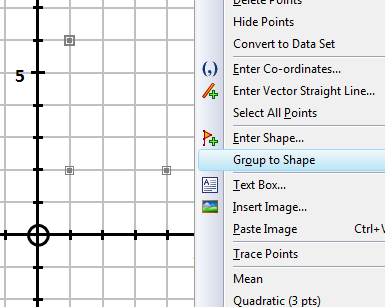 Delete Points
Hide Points
Convert to Data Set
5
Enter Co-ordinates...
Enter Vector Straight Line...
Select All Points
Enter Shape...
Group to Shape
Text Box...
Insert Image...
Paste Image Ctrl+V
Trace Points
Mean
Quadratic (3 pts)